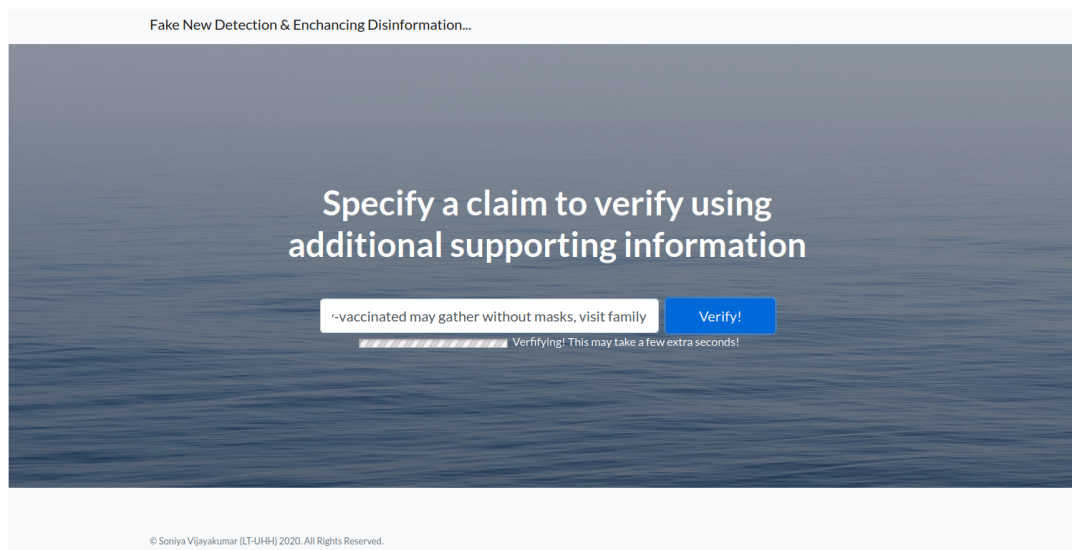 Fake New Detection & Enchancing Disinformation...
Specify a claim to verify using
additional supporting information
-vaccinated may gather without masks, visit family
Verify!
Verfifying! This may take a few extra seconds!
© Soniya Vijayakumar (LT-UHH) 2020. All Rights Reserved.